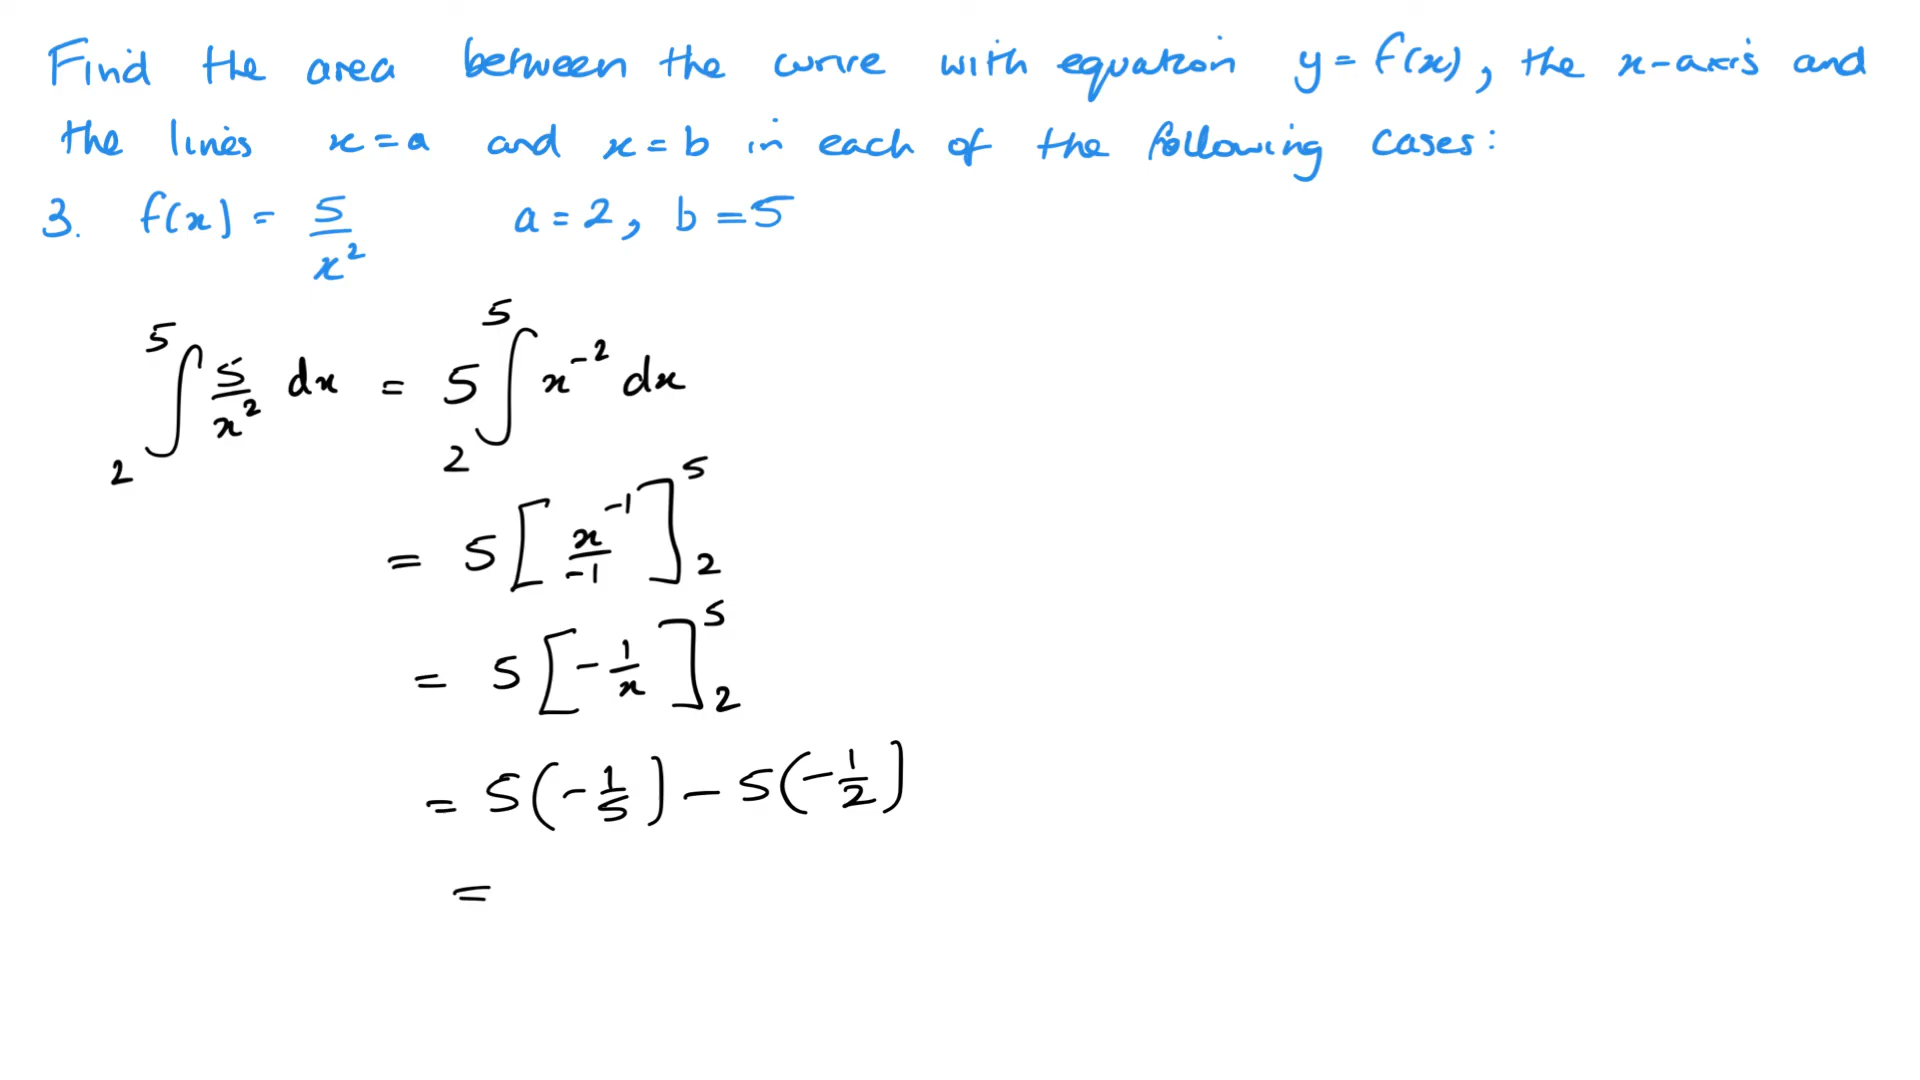 Find the area between the curve with equation y = f(x), the x-axis and
the lines x = a and x = b in each of the following cases:
3. f(x) = 5/x² a = 2, b = 5
∫₂⁵ 5/x² dx = 5 ∫₂⁵ x⁻² dx
= 5 [x⁻¹/-1]₂⁵
= 5 [-1/x]₂⁵
= 5(-1/5) - 5(-1/2)
=